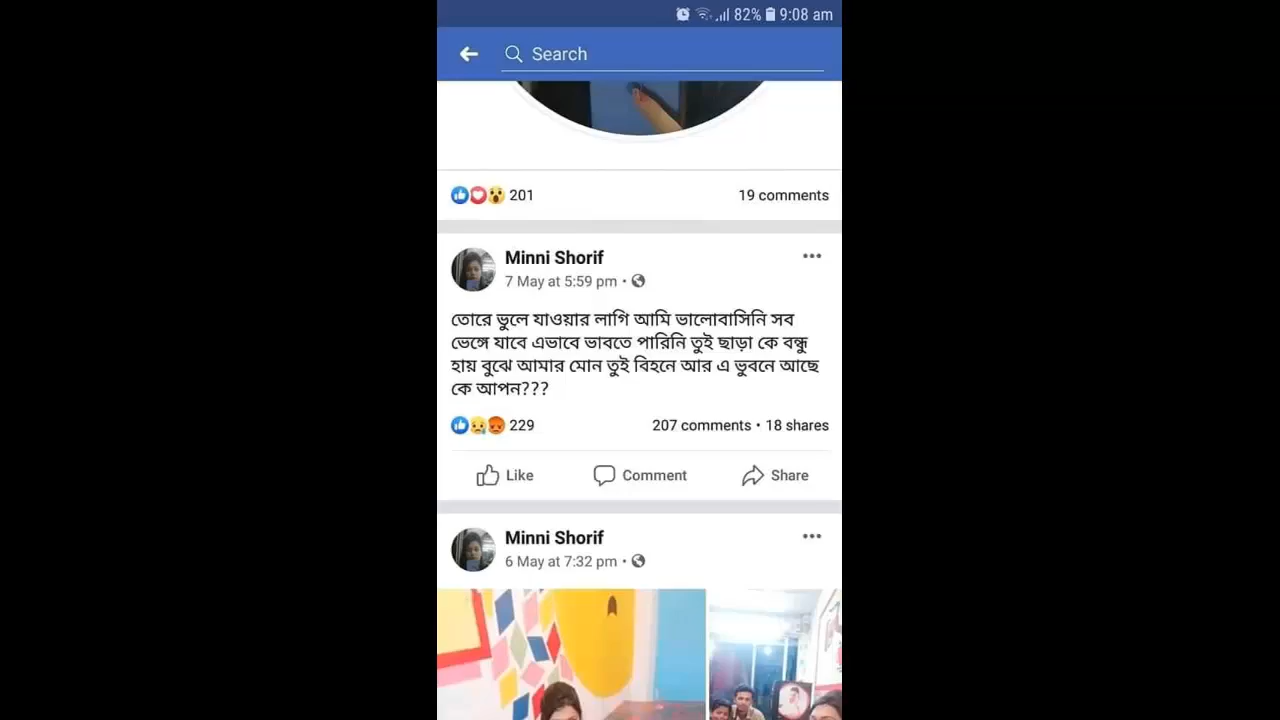 82% 9:08 am
Search
201 19 comments
Minni Shorif
7 May at 5:59 pm •
তোরে ভুলে যাওয়ার লাগি আমি ভালোবাসিনি সব
ভেঙ্গে যাবে এভাবে ভাবতে পারিনি তুই ছাড়া কে বন্ধু
হায় বুঝে আমার মোন তুই বিহনে আর এ ভুবনে আছে
কে আপন???
229 207 comments • 18 shares
Like Comment Share
Minni Shorif
6 May at 7:32 pm •